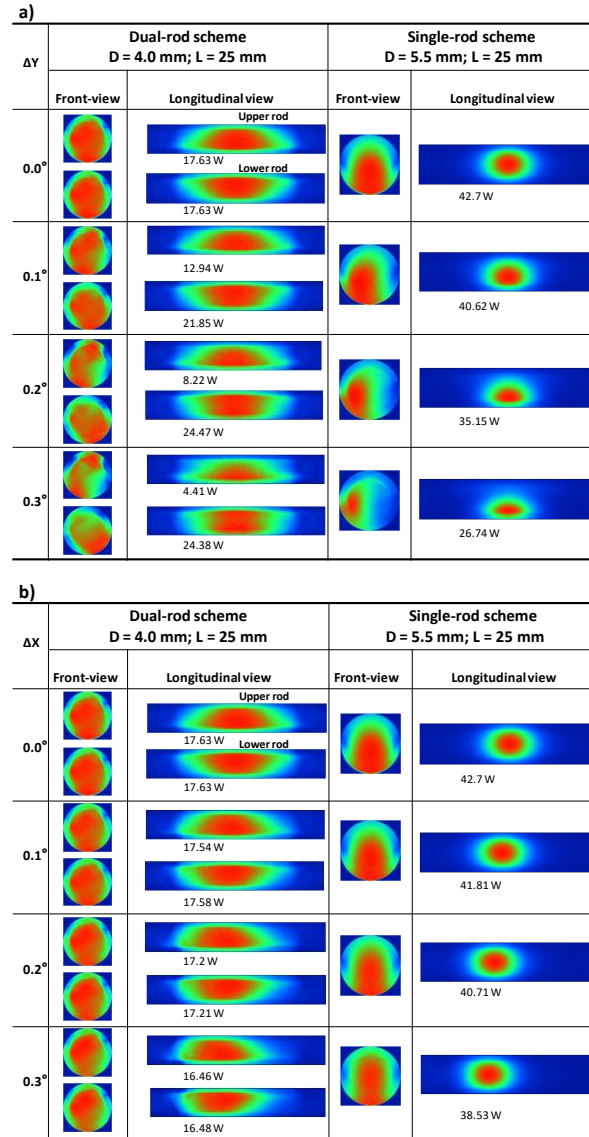 a)
ΔY
Dual-rod scheme
D = 4.0 mm; L = 25 mm
Single-rod scheme
D = 5.5 mm; L = 25 mm
Front-view
Longitudinal view
Front-view
Longitudinal view
0.0°
Upper rod
17.63 W
Lower rod
17.63 W
42.7 W
0.1°
12.94 W
21.85 W
40.62 W
0.2°
8.22 W
24.47 W
35.15 W
0.3°
4.41 W
24.38 W
26.74 W
b)
ΔX
Dual-rod scheme
D = 4.0 mm; L = 25 mm
Single-rod scheme
D = 5.5 mm; L = 25 mm
Front-view
Longitudinal view
Front-view
Longitudinal view
0.0°
Upper rod
17.63 W
Lower rod
17.63 W
42.7 W
0.1°
17.54 W
17.58 W
41.81 W
0.2°
17.2 W
17.21 W
40.71 W
0.3°
16.46 W
16.48 W
38.53 W